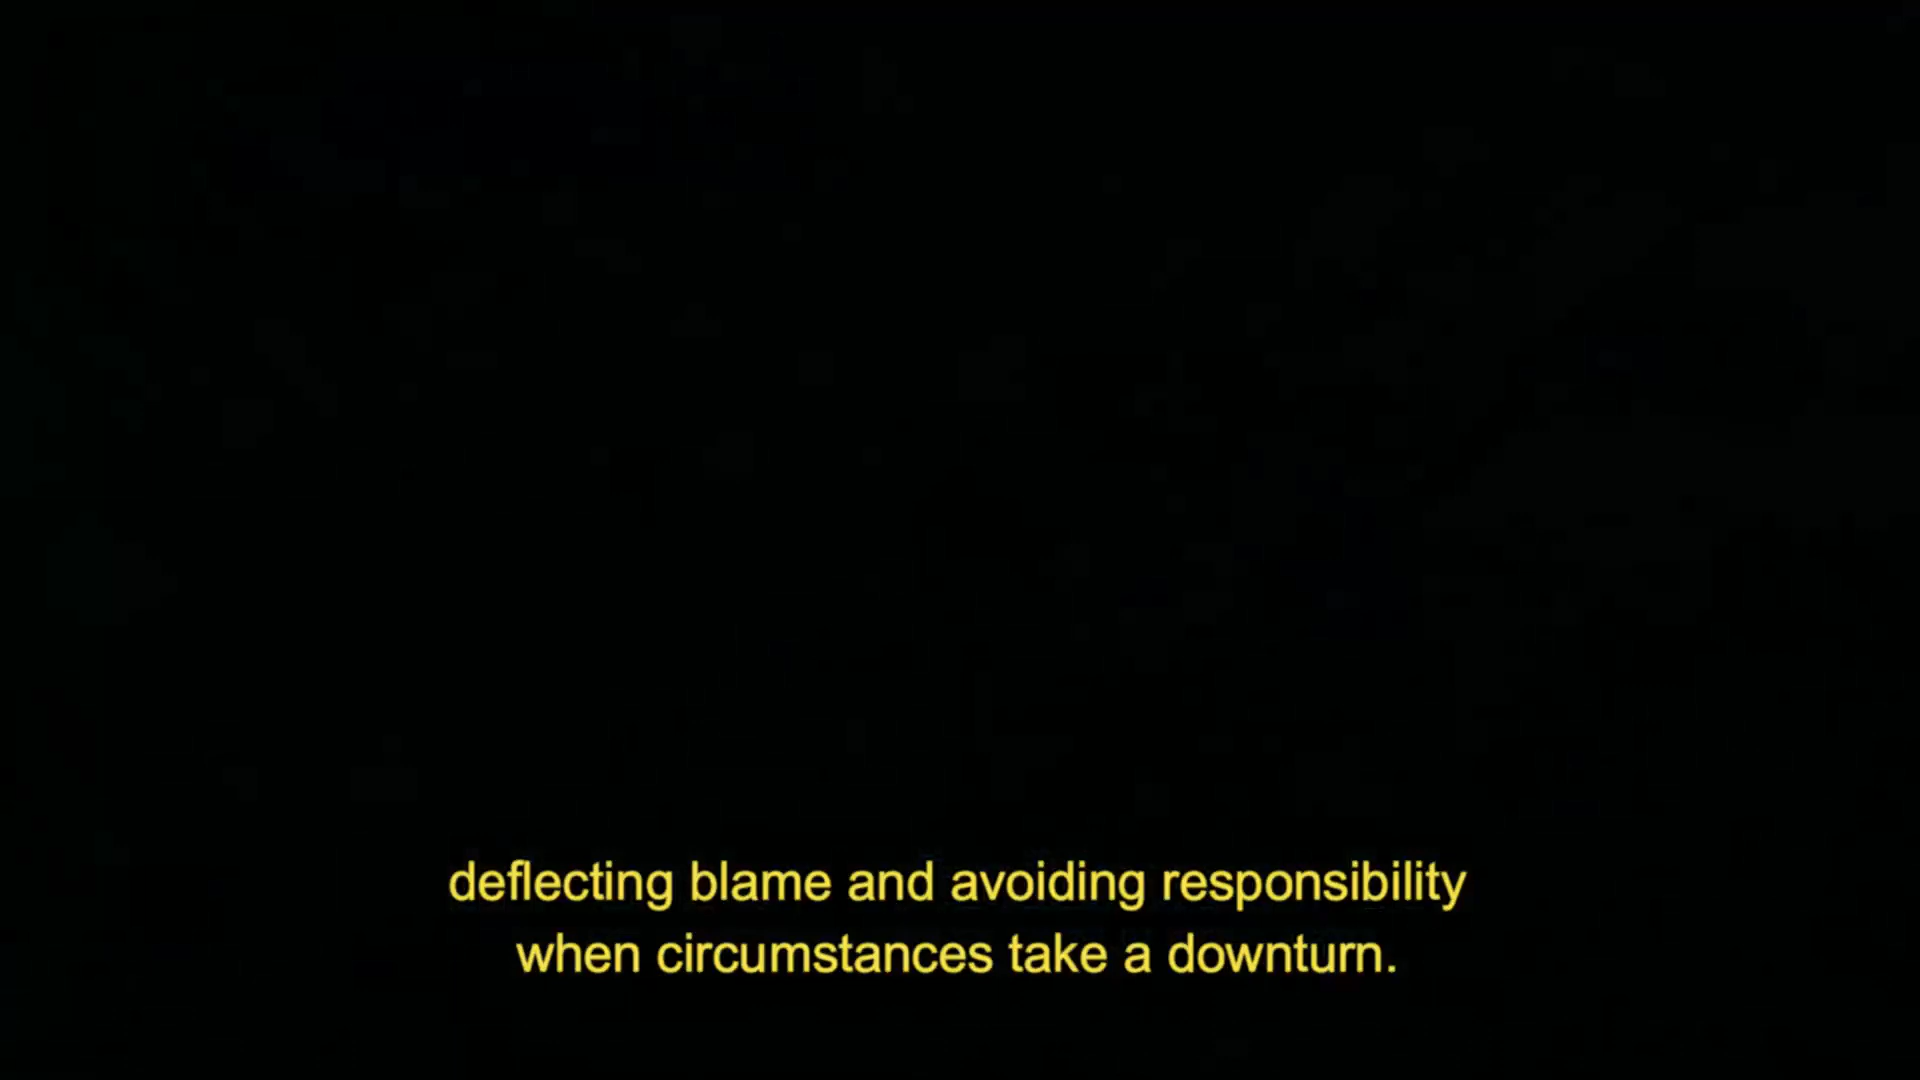 deflecting blame and avoiding responsibility
when circumstances take a downturn.